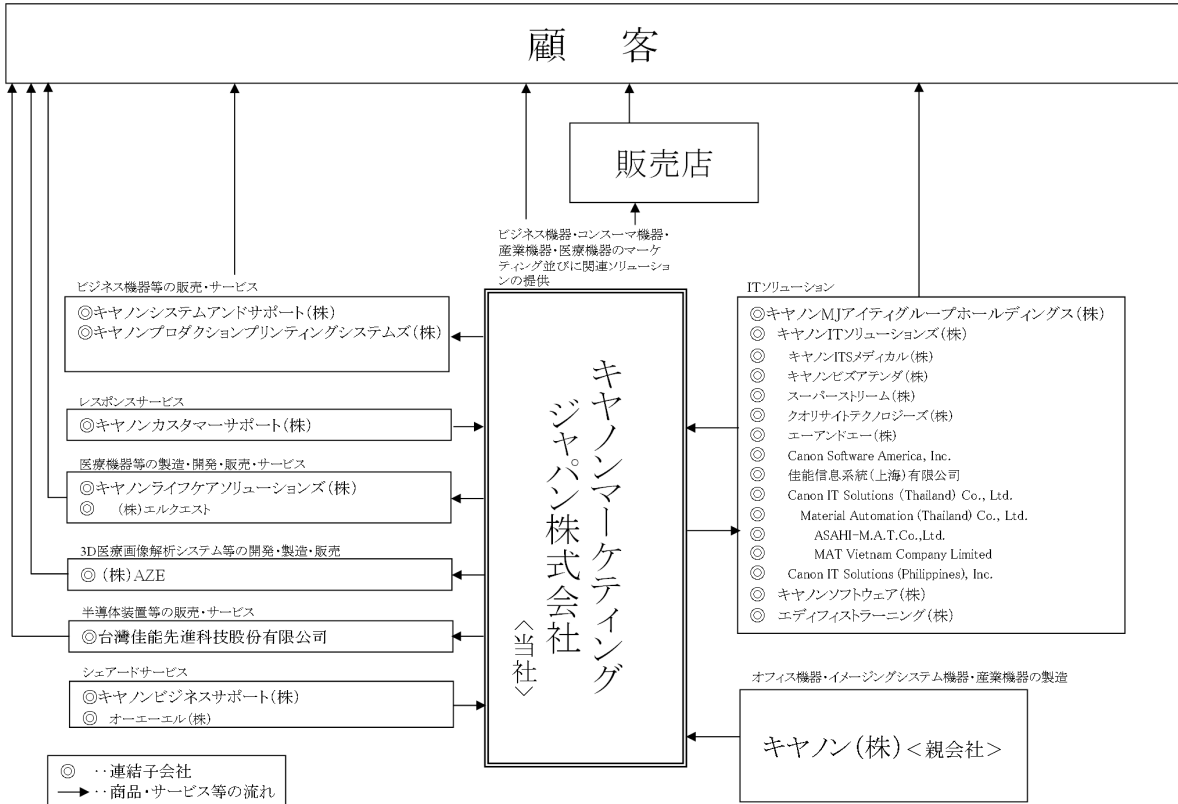 顧 客
販売店
ビジネス機器・コンスーマ機器・
産業機器・医療機器のマーケ
ティング並びに関連ソリューショ
ンの提供
ビジネス機器等の販売・サービス
◎キヤノンシステムアンドサポート(株)
◎キヤノンプロダクションプリンティングシステムズ(株)
レスポンスサービス
◎キヤノンカスタマーサポート(株)
医療機器等の製造・開発・販売・サービス
◎キヤノンライフケアソリューションズ(株)
◎ (株)エルクエスト
3D医療画像解析システム等の開発・製造・販売
◎ (株)AZE
半導体装置等の販売・サービス
◎台灣佳能先進科技股份有限公司
シェアードサービス
◎キヤノンビジネスサポート(株)
◎ オーエーエル(株)
キヤノンマーケティング
ジャパン株式会社
<当社>
ITソリューション
◎キヤノンMJアイティグループホールディングス(株)
◎ キヤノンITソリューションズ(株)
◎ キヤノンITSメディカル(株)
◎ キヤノンビズアテンダ(株)
◎ スーパーストリーム(株)
◎ クオリサイトテクノロジーズ(株)
◎ エーアンドエー(株)
◎ Canon Software America, Inc.
◎ 佳能信息系統(上海)有限公司
◎ Canon IT Solutions (Thailand) Co., Ltd.
◎ Material Automation (Thailand) Co., Ltd.
◎ ASAHI-M.A.T.Co.,Ltd.
◎ MAT Vietnam Company Limited
◎ Canon IT Solutions (Philippines), Inc.
◎ キヤノンソフトウェア(株)
◎ エディフィストラーニング(株)
オフィス機器・イメージングシステム機器・産業機器の製造
キヤノン(株)<親会社>
◎ ・・連結子会社
→・・商品・サービス等の流れ